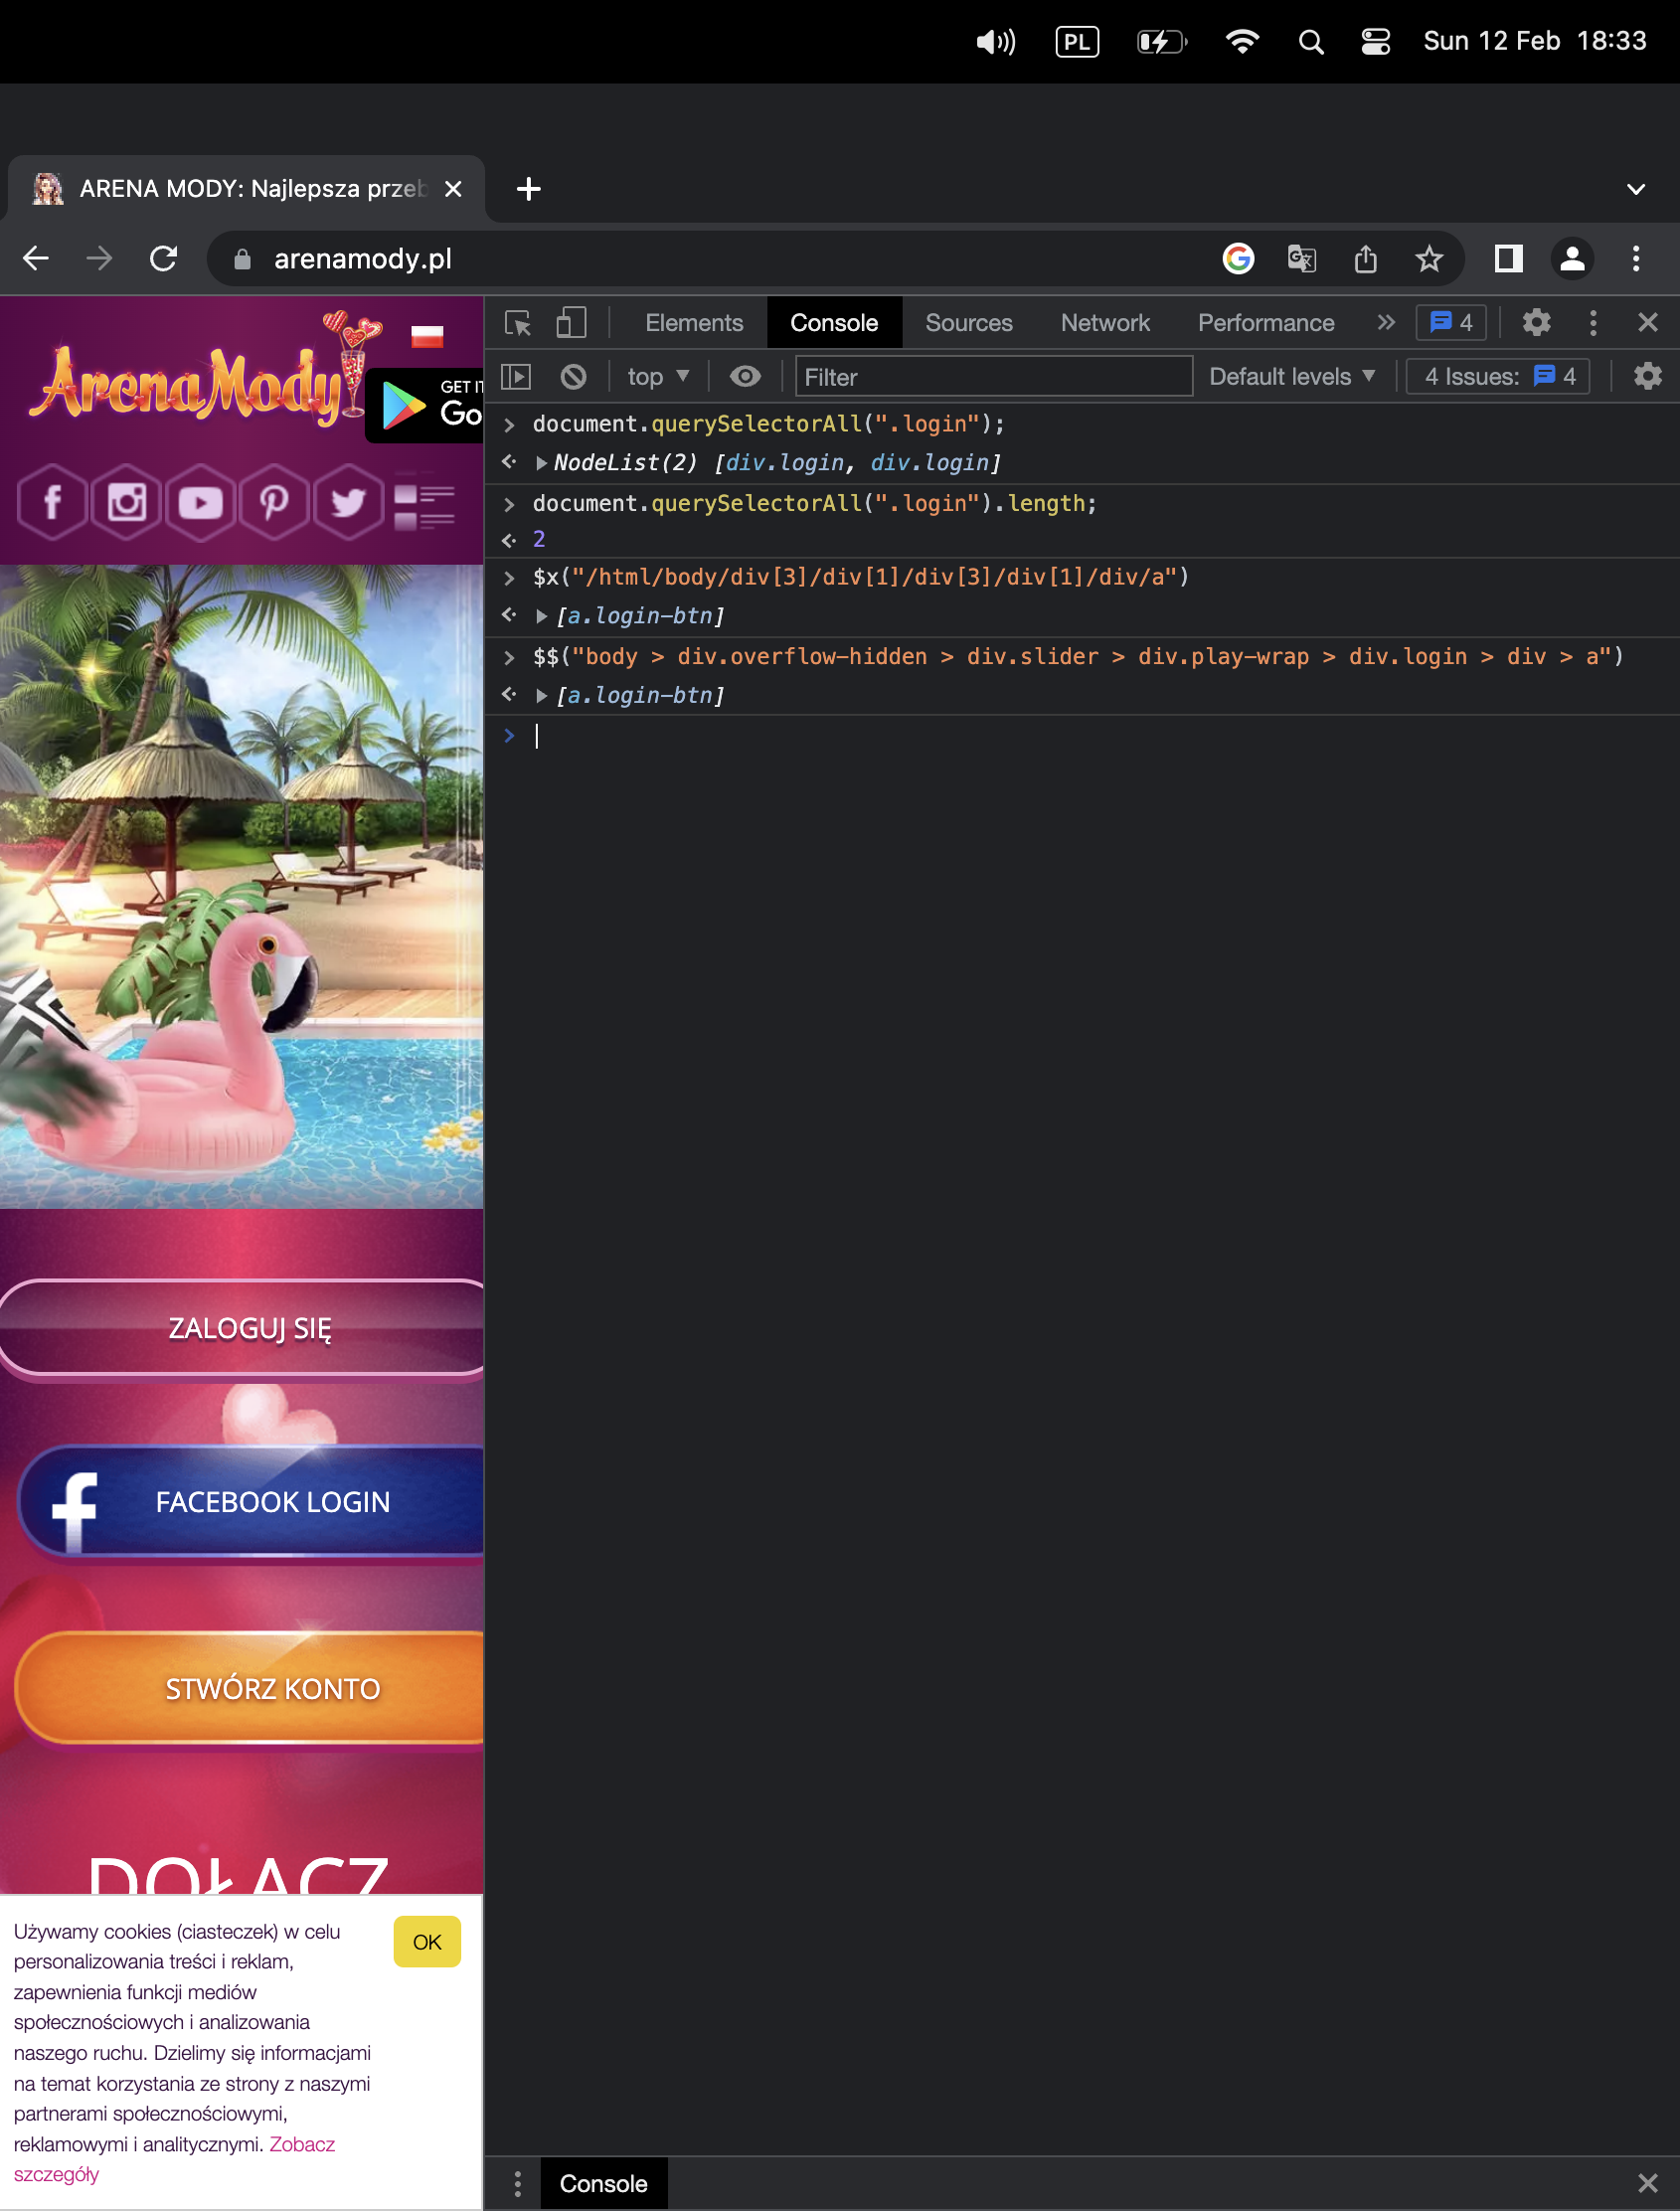 PL
Sun 12 Feb 18:33
ARENA MODY: Najlepsza przeb
arenamody.pl
ArenaMody
GET IT
Go
Elements
Console
Sources
Network
Performance
4
top
Filter
Default levels
4 Issues: 4
document.querySelectorAll(".login");
NodeList(2) [div.login, div.login]
document.querySelectorAll(".login").length;
2
$x("/html/body/div[3]/div[1]/div[3]/div[1]/div/a")
[a.login-btn]
$$("body > div.overflow-hidden > div.slider > div.play-wrap > div.login > div > a")
[a.login-btn]
ZALOGUJ SIĘ
FACEBOOK LOGIN
STWÓRZ KONTO
DOŁĄCZ
Używamy cookies (ciasteczek) w celu
personalizowania treści i reklam,
zapewnienia funkcji mediów
społecznościowych i analizowania
naszego ruchu. Dzielimy się informacjami
na temat korzystania ze strony z naszymi
partnerami społecznościowymi,
reklamowymi i analitycznymi. Zobacz
szczegóły
OK
Console